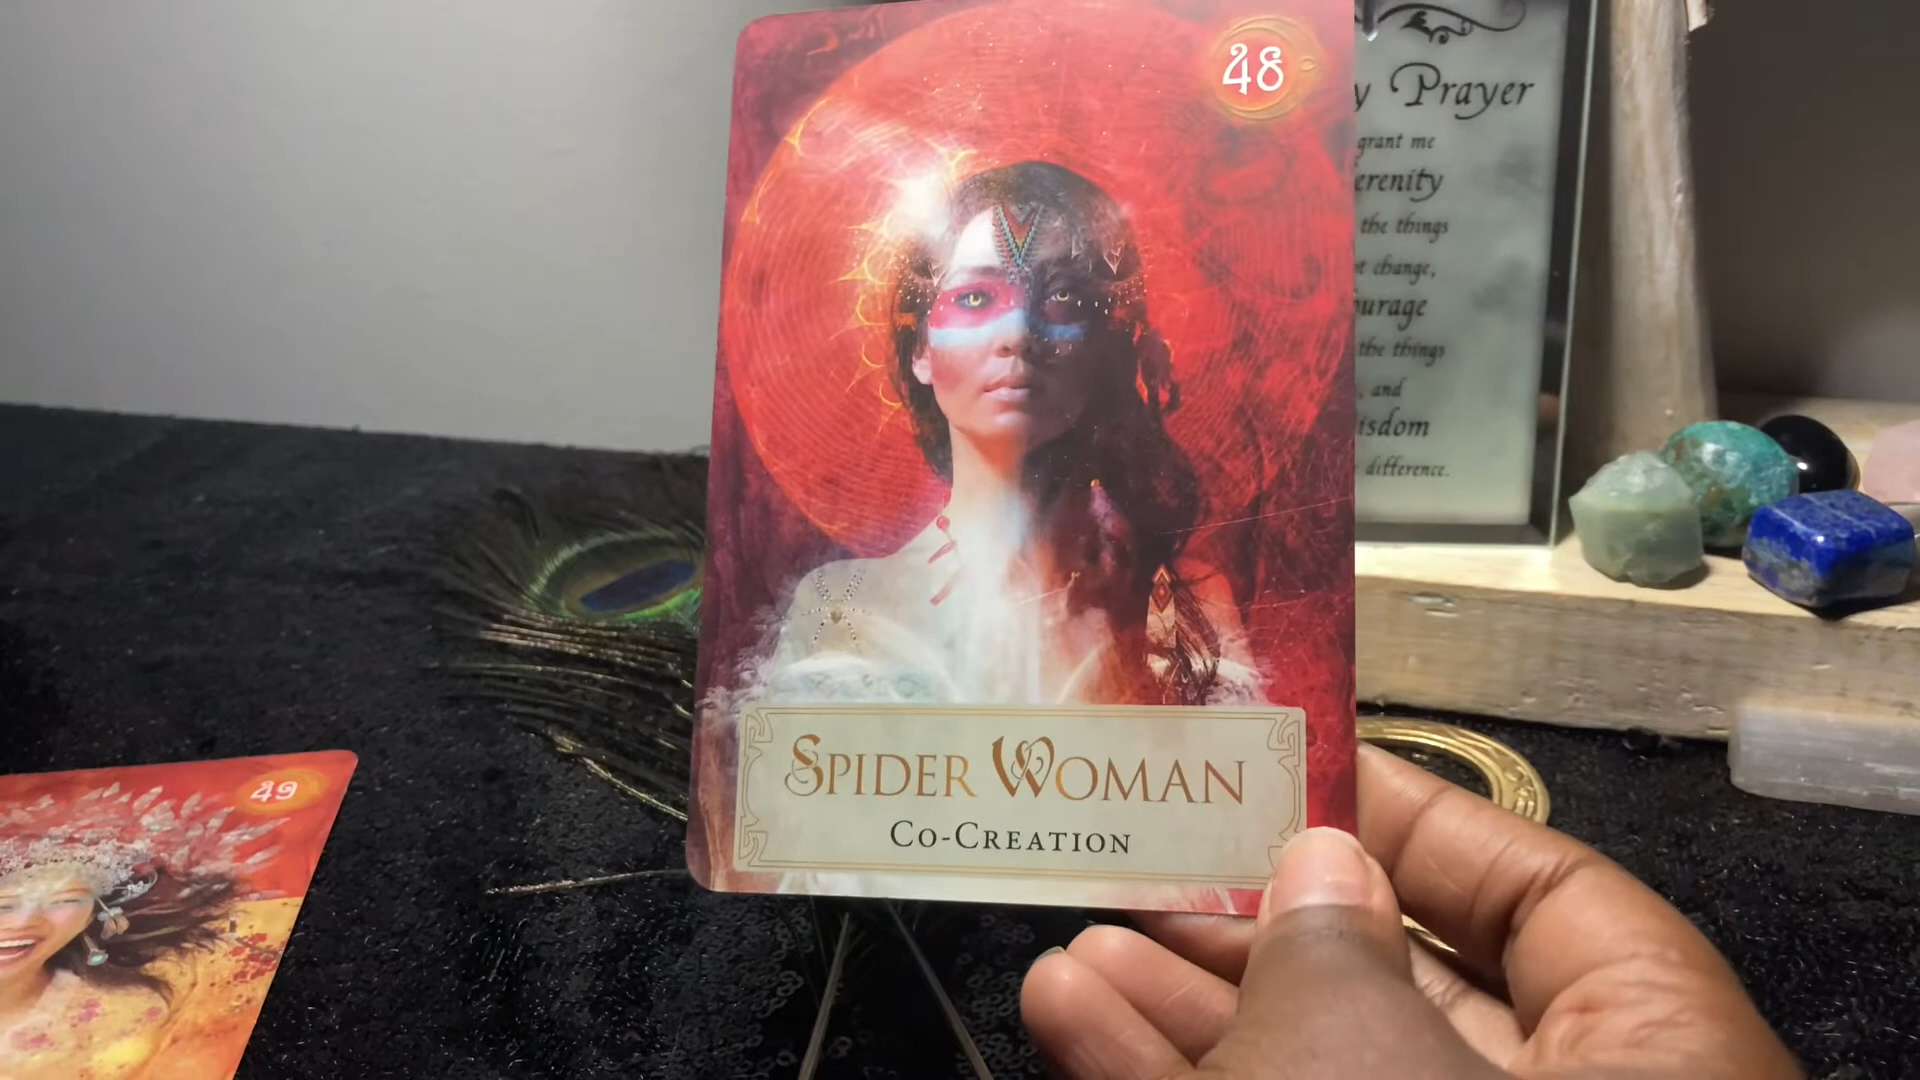 48
SPIDER WOMAN
CO-CREATION
49
y Prayer
grant me
erenity
the things
t change,
urage
the things
, and
isdom
difference.